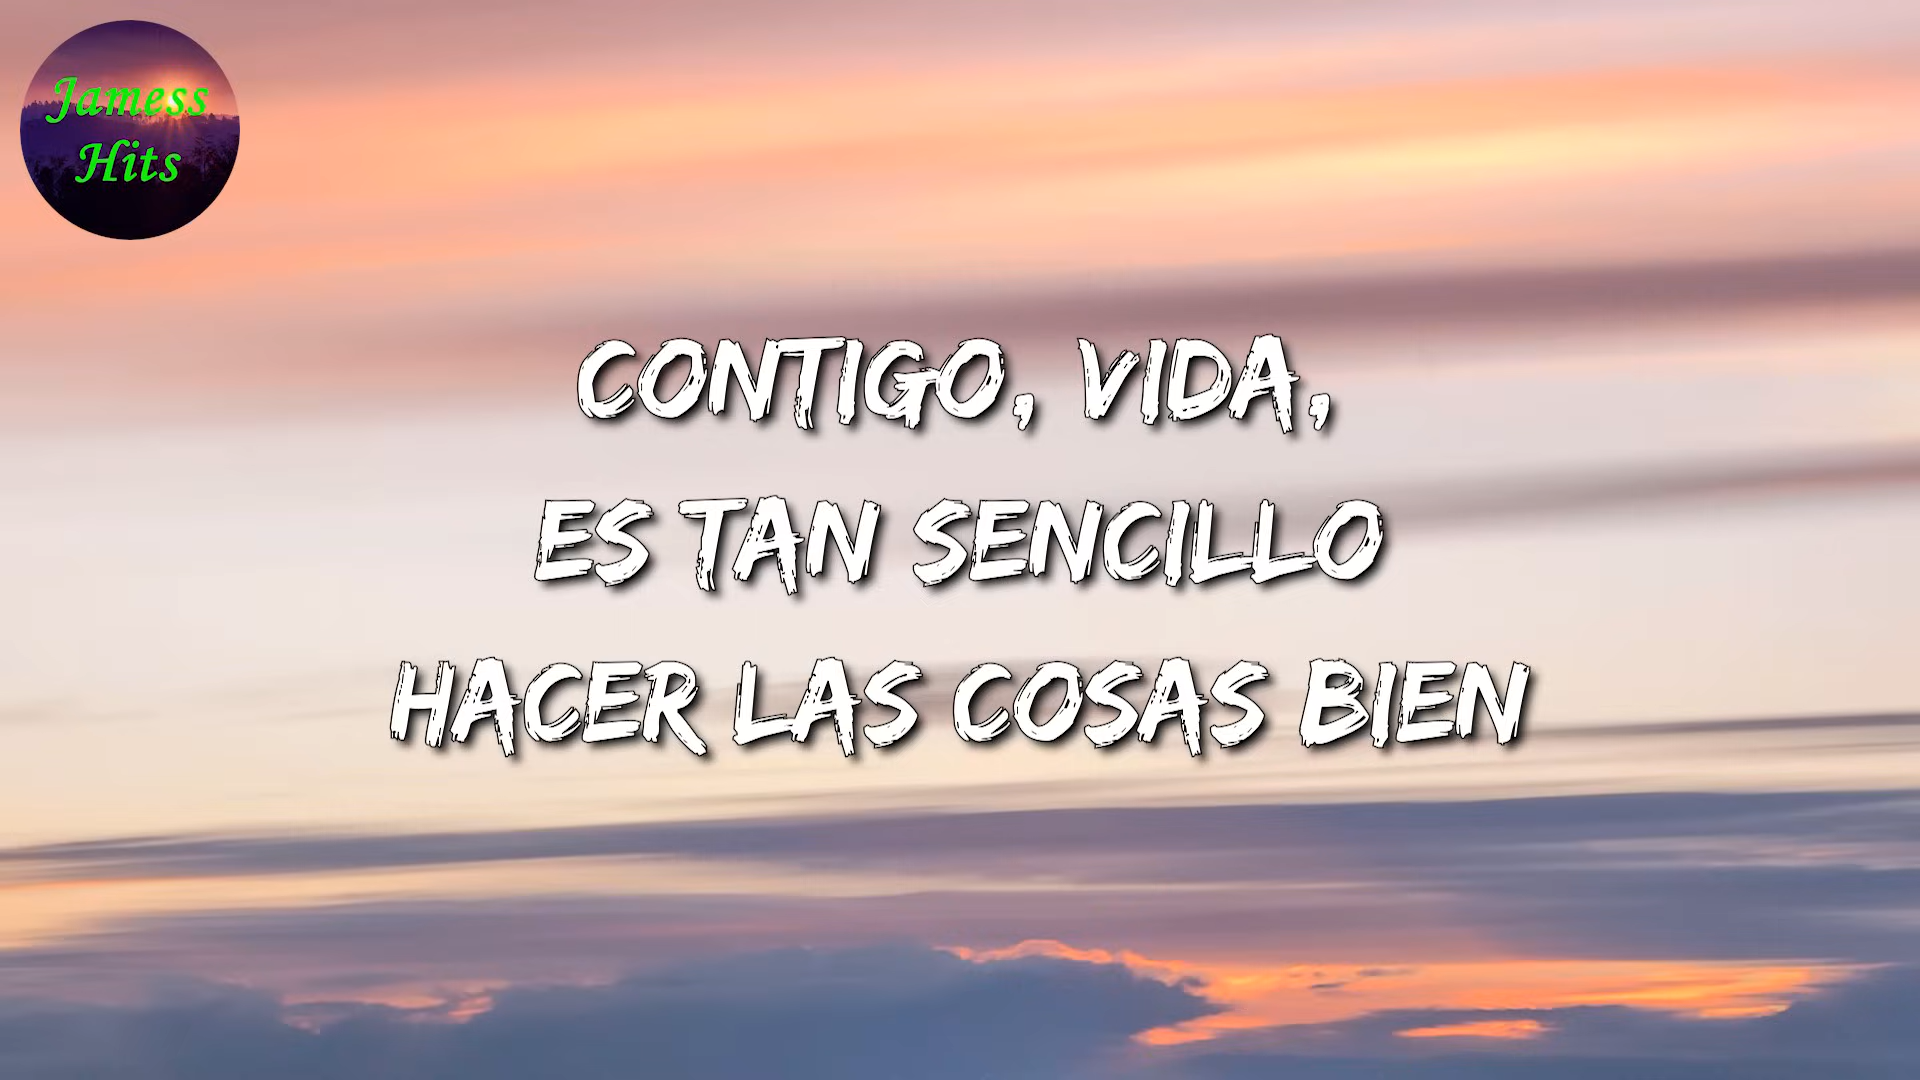 Jamess
Hits
CONTIGO, VIDA,
ES TAN SENCILLO
HACER LAS COSAS BIEN